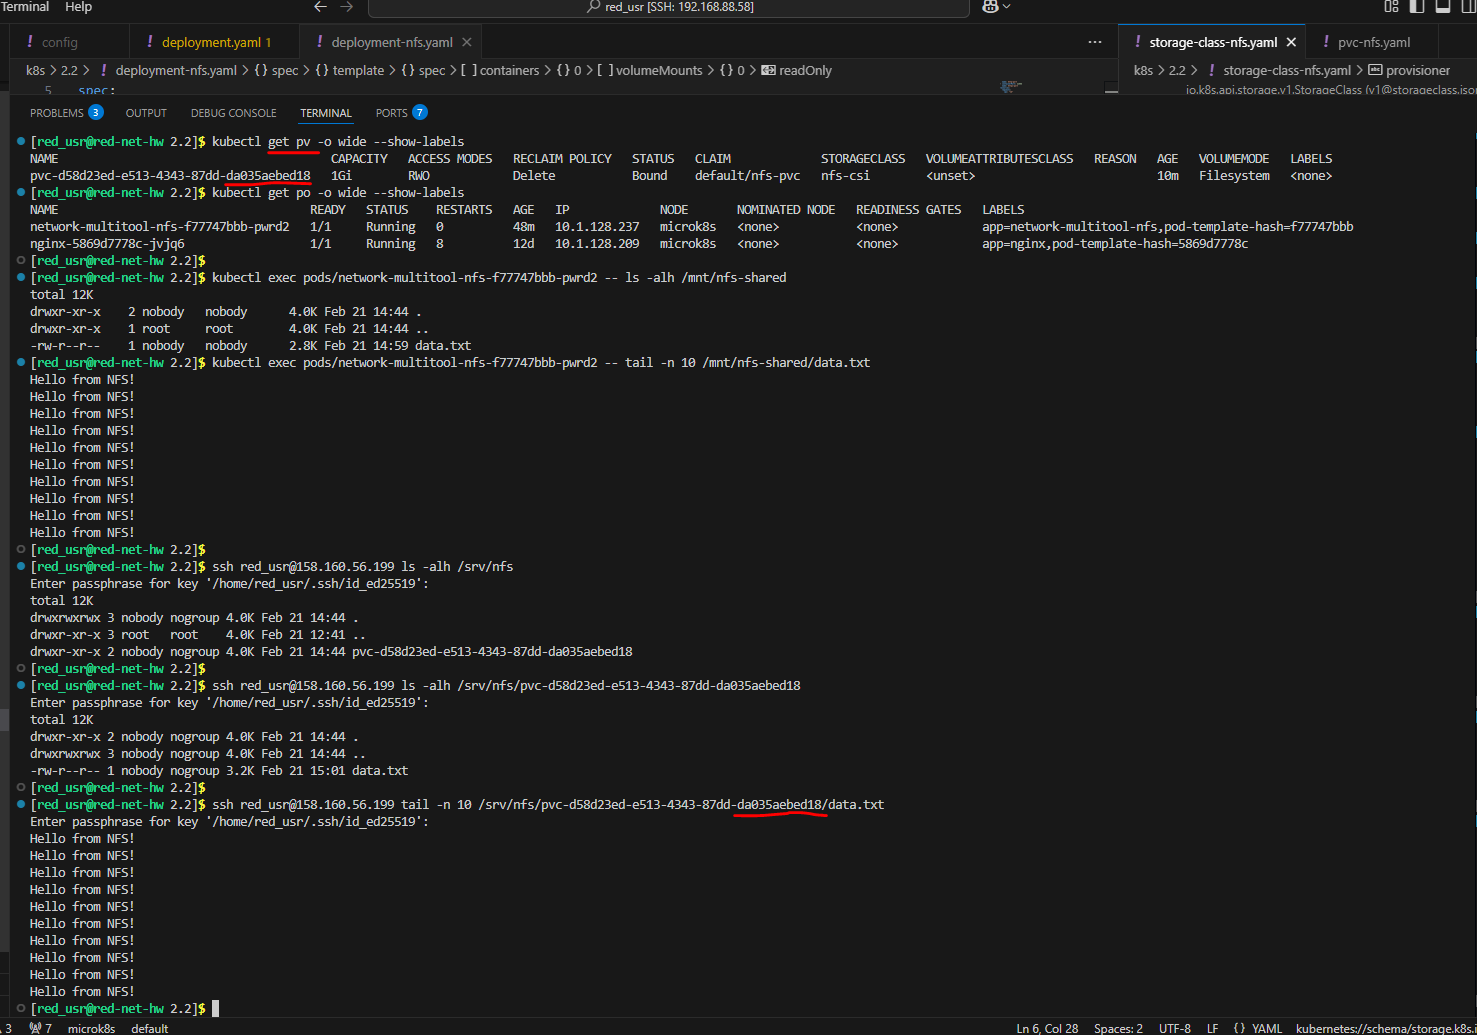 Terminal Help red_usr [SSH: 192.168.88.58]
! config ! deployment.yaml 1 ! deployment-nfs.yaml × ··· ! storage-class-nfs.yaml × ! pvc-nfs.yaml
k8s > 2.2 > ! deployment-nfs.yaml > {} spec > {} template > {} spec > [ ] containers > {} 0 > [ ] volumeMounts > {} 0 > readOnly k8s > 2.2 > ! storage-class-nfs.yaml > provisioner
5 spec: io.k8s.api.storage.v1.StorageClass (v1@storageclass.json
PROBLEMS 3 OUTPUT DEBUG CONSOLE TERMINAL PORTS 7
[red_usr@red-net-hw 2.2]$ kubectl get pv -o wide --show-labels
NAME CAPACITY ACCESS MODES RECLAIM POLICY STATUS CLAIM STORAGECLASS VOLUMEATTRIBUTESCLASS REASON AGE VOLUMEMODE LABELS
pvc-d58d23ed-e513-4343-87dd-da035aebed18 1Gi RWO Delete Bound default/nfs-pvc nfs-csi <unset> 10m Filesystem <none>
[red_usr@red-net-hw 2.2]$ kubectl get po -o wide --show-labels
NAME READY STATUS RESTARTS AGE IP NODE NOMINATED NODE READINESS GATES LABELS
network-multitool-nfs-f77747bbb-pwrd2 1/1 Running 0 48m 10.1.128.237 microk8s <none> <none> app=network-multitool-nfs,pod-template-hash=f77747bbb
nginx-5869d7778c-jvjq6 1/1 Running 8 12d 10.1.128.209 microk8s <none> <none> app=nginx,pod-template-hash=5869d7778c
[red_usr@red-net-hw 2.2]$
[red_usr@red-net-hw 2.2]$ kubectl exec pods/network-multitool-nfs-f77747bbb-pwrd2 -- ls -alh /mnt/nfs-shared
total 12K
drwxr-xr-x 2 nobody nobody 4.0K Feb 21 14:44 .
drwxr-xr-x 1 root root 4.0K Feb 21 14:44 ..
-rw-r--r-- 1 nobody nobody 2.8K Feb 21 14:59 data.txt
[red_usr@red-net-hw 2.2]$ kubectl exec pods/network-multitool-nfs-f77747bbb-pwrd2 -- tail -n 10 /mnt/nfs-shared/data.txt
Hello from NFS!
Hello from NFS!
Hello from NFS!
Hello from NFS!
Hello from NFS!
Hello from NFS!
Hello from NFS!
Hello from NFS!
Hello from NFS!
Hello from NFS!
[red_usr@red-net-hw 2.2]$
[red_usr@red-net-hw 2.2]$ ssh red_usr@158.160.56.199 ls -alh /srv/nfs
Enter passphrase for key '/home/red_usr/.ssh/id_ed25519':
total 12K
drwxrwxrwx 3 nobody nogroup 4.0K Feb 21 14:44 .
drwxr-xr-x 3 root root 4.0K Feb 21 12:41 ..
drwxr-xr-x 2 nobody nogroup 4.0K Feb 21 14:44 pvc-d58d23ed-e513-4343-87dd-da035aebed18
[red_usr@red-net-hw 2.2]$
[red_usr@red-net-hw 2.2]$ ssh red_usr@158.160.56.199 ls -alh /srv/nfs/pvc-d58d23ed-e513-4343-87dd-da035aebed18
Enter passphrase for key '/home/red_usr/.ssh/id_ed25519':
total 12K
drwxr-xr-x 2 nobody nogroup 4.0K Feb 21 14:44 .
drwxrwxrwx 3 nobody nogroup 4.0K Feb 21 14:44 ..
-rw-r--r-- 1 nobody nogroup 3.2K Feb 21 15:01 data.txt
[red_usr@red-net-hw 2.2]$
[red_usr@red-net-hw 2.2]$ ssh red_usr@158.160.56.199 tail -n 10 /srv/nfs/pvc-d58d23ed-e513-4343-87dd-da035aebed18/data.txt
Enter passphrase for key '/home/red_usr/.ssh/id_ed25519':
Hello from NFS!
Hello from NFS!
Hello from NFS!
Hello from NFS!
Hello from NFS!
Hello from NFS!
Hello from NFS!
Hello from NFS!
Hello from NFS!
Hello from NFS!
[red_usr@red-net-hw 2.2]$
3 7 microk8s default Ln 6, Col 28 Spaces: 2 UTF-8 LF {} YAML kubernetes://schema/storage.k8s.i